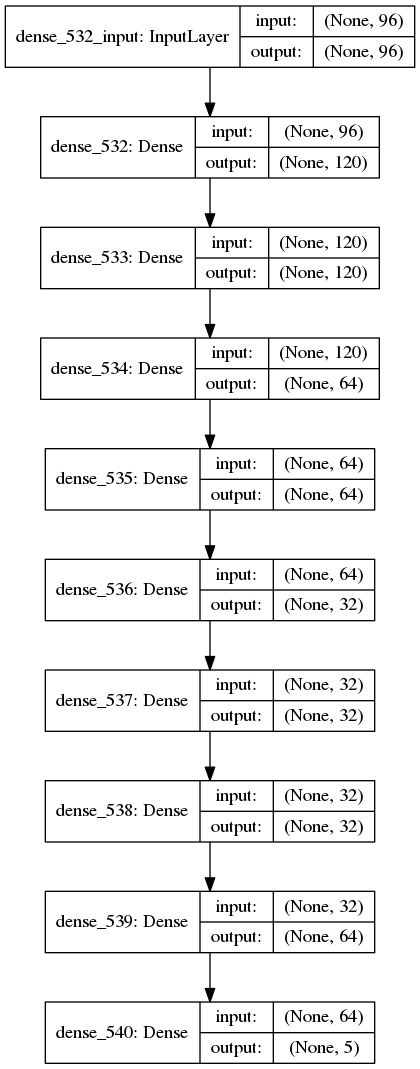 dense_532_input: InputLayer
input: (None, 96)
output: (None, 96)
dense_532: Dense
input: (None, 96)
output: (None, 120)
dense_533: Dense
input: (None, 120)
output: (None, 120)
dense_534: Dense
input: (None, 120)
output: (None, 64)
dense_535: Dense
input: (None, 64)
output: (None, 64)
dense_536: Dense
input: (None, 64)
output: (None, 32)
dense_537: Dense
input: (None, 32)
output: (None, 32)
dense_538: Dense
input: (None, 32)
output: (None, 32)
dense_539: Dense
input: (None, 32)
output: (None, 64)
dense_540: Dense
input: (None, 64)
output: (None, 5)